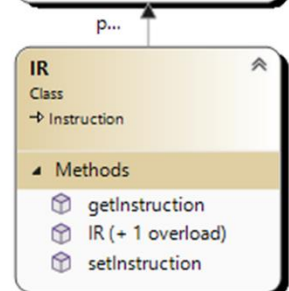 p...
IR
Class
Instruction
Methods
getInstruction
IR (+ 1 overload)
setInstruction